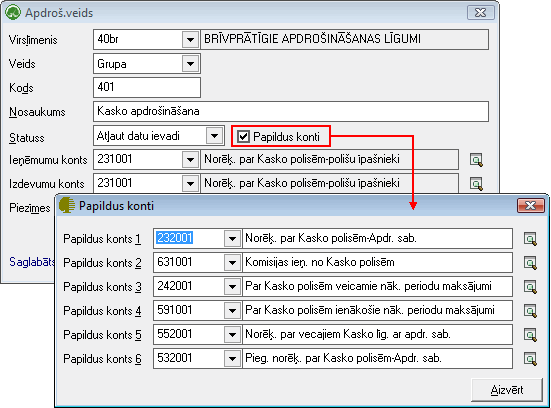 Apdroš.veids
Virslīmenis 40br BRĪVPRĀTĪGIE APDROŠINĀŠANAS LĪGUMI
Veids Grupa
Kods 401
Nosaukums Kasko apdrošināšana
Statuss Atļaut datu ievadi Papildus konti
Ieņēmumu konts 231001 Norēķ. par Kasko polisēm-polišu īpašnieki
Izdevumu konts 231001 Norēķ. par Kasko polisēm-polišu īpašnieki
Piezīmes
Saglabāts
Papildus konti
Papildus konts 1 232001 Norēķ. par Kasko polisēm-Apdr. sab.
Papildus konts 2 631001 Komisijas ieņ. no Kasko polisēm
Papildus konts 3 242001 Par Kasko polisēm veicamie nāk. periodu maksājumi
Papildus konts 4 591001 Par Kasko polisēm ienākošie nāk. periodu maksājumi
Papildus konts 5 552001 Norēķ. par vecajiem Kasko līg. ar apdr. sab.
Papildus konts 6 532001 Pieg. norēķ. par Kasko polisēm-Apdr. sab.
Aizvērt